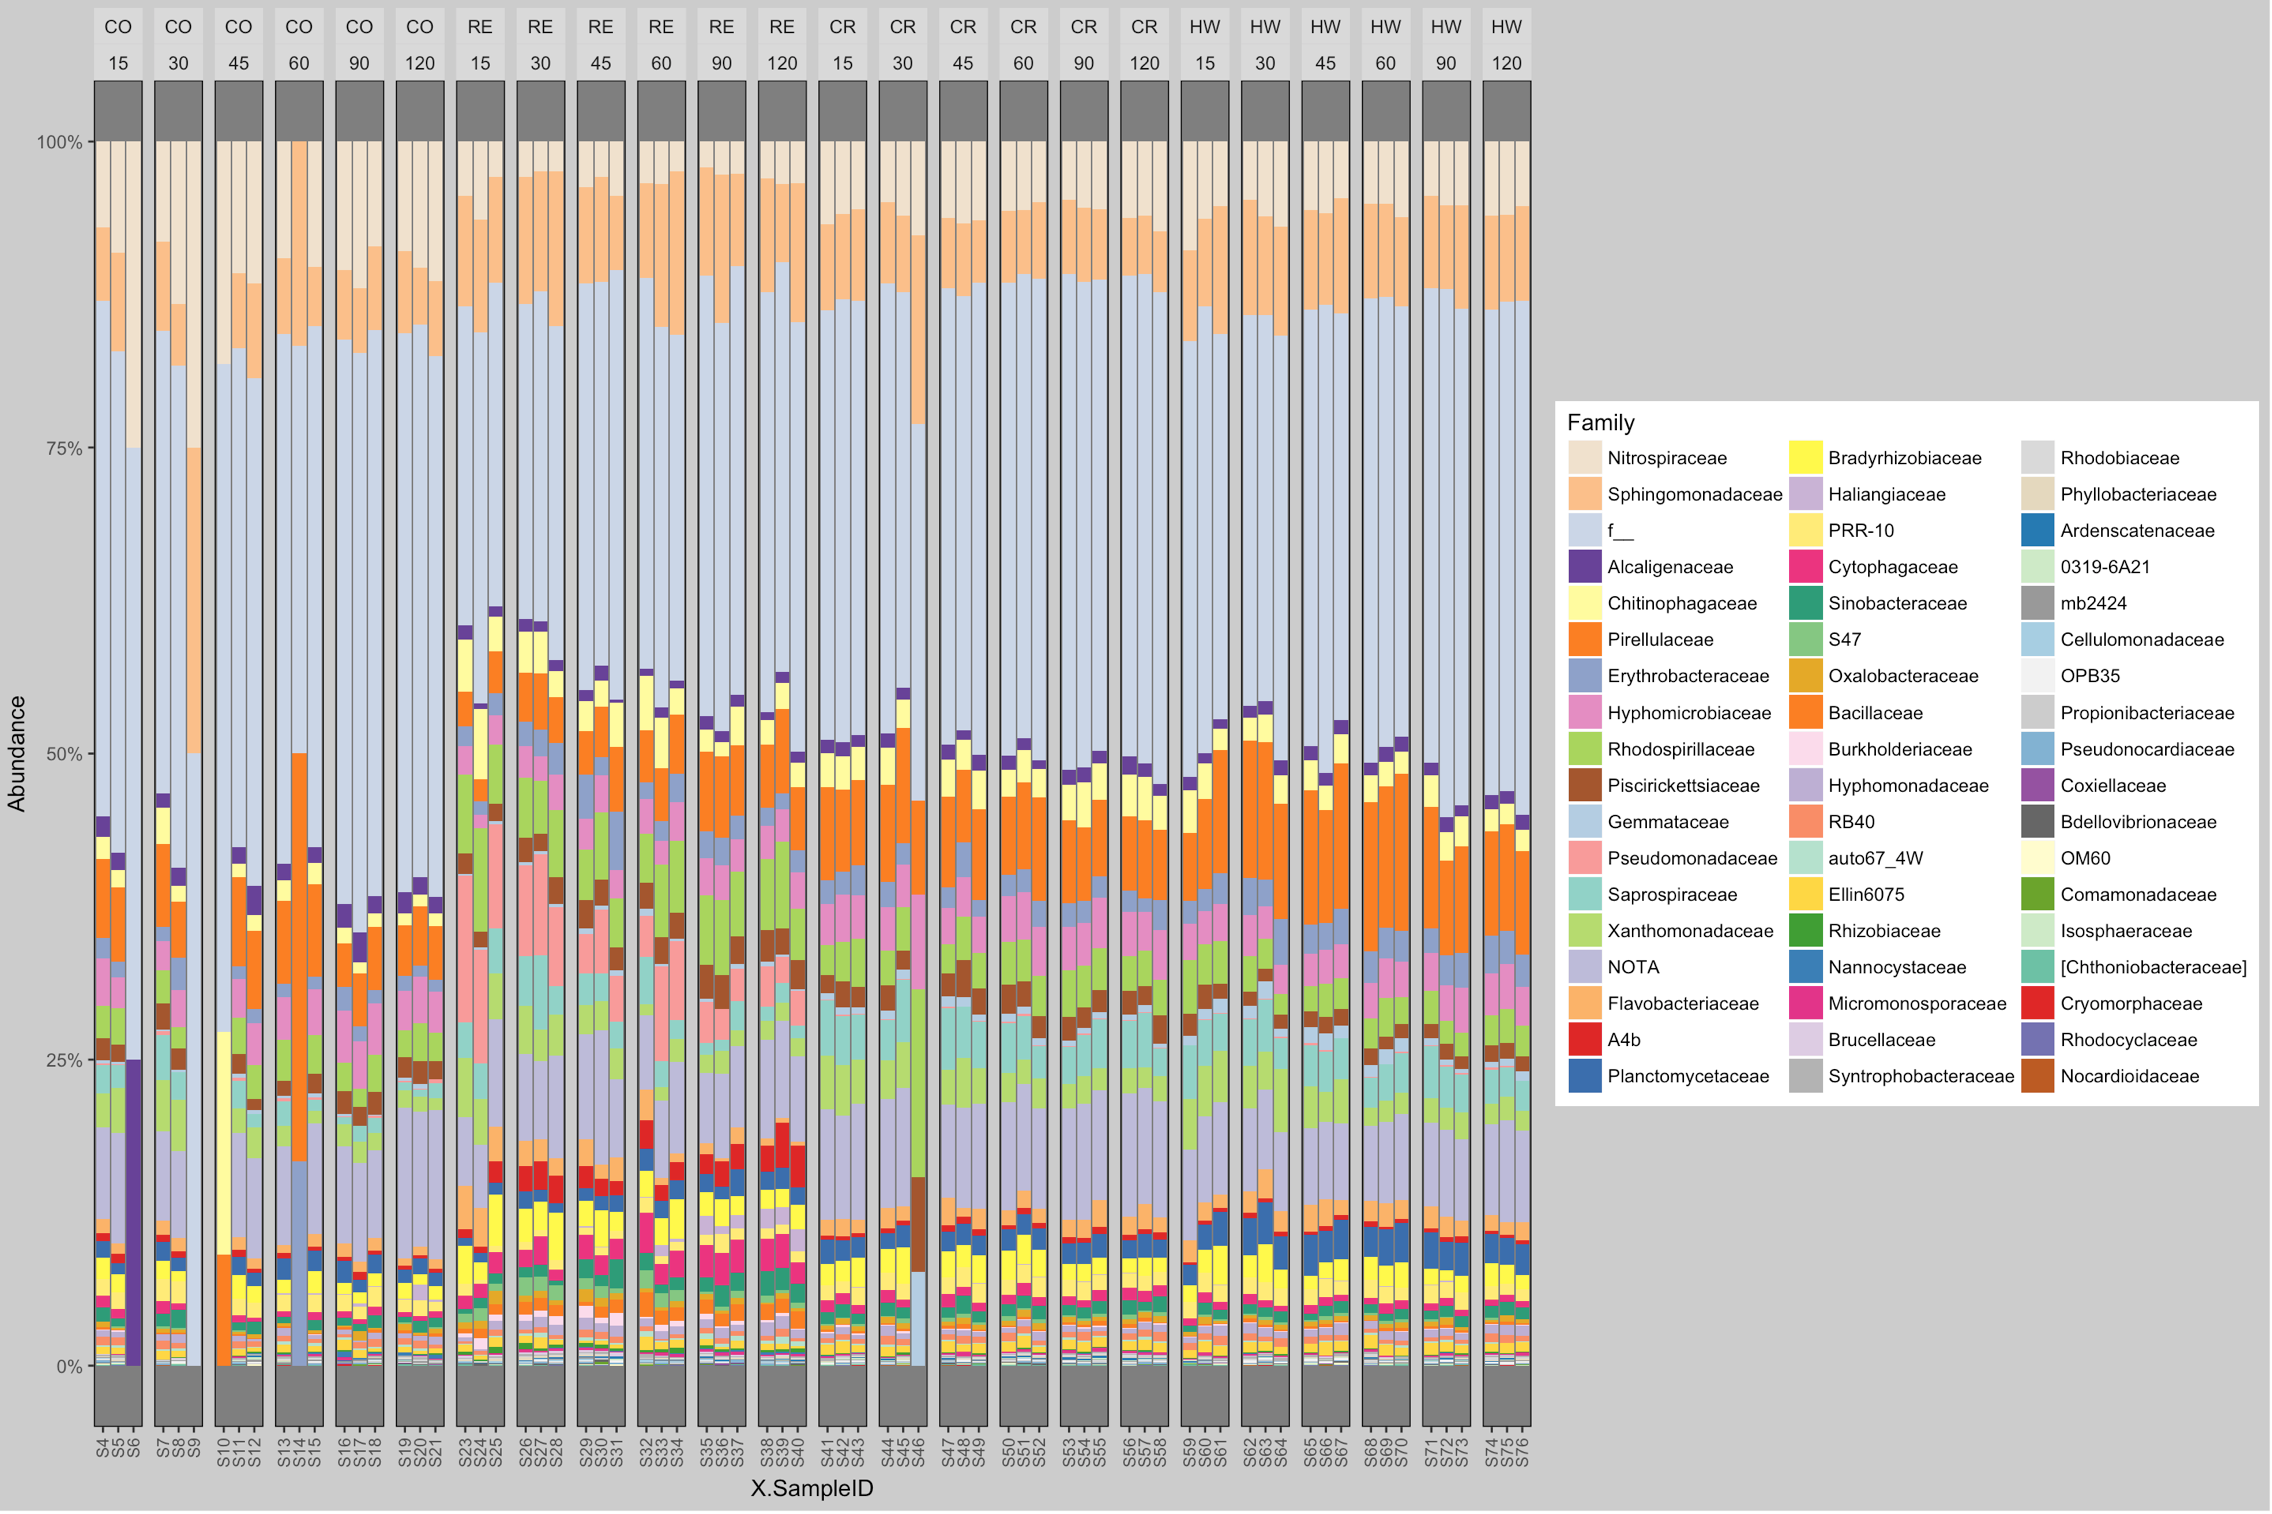 CO CO CO CO CO CO RE RE RE RE RE RE CR CR CR CR CR CR HW HW HW HW HW HW
15 30 45 60 90 120 15 30 45 60 90 120 15 30 45 60 90 120 15 30 45 60 90 120
100%
75%
50%
25%
0%
Abundance
S4 S5 S6 S7 S8 S9 S10 S11 S12 S13 S14 S15 S16 S17 S18 S19 S20 S21 S23 S24 S25 S26 S27 S28 S29 S30 S31 S32 S33 S34 S35 S36 S37 S38 S39 S40 S41 S42 S43 S44 S45 S46 S47 S48 S49 S50 S51 S52 S53 S54 S55 S56 S57 S58 S59 S60 S61 S62 S63 S64 S65 S66 S67 S68 S69 S70 S71 S72 S73 S74 S75 S76
X.SampleID
Family
Nitrospiraceae
Sphingomonadaceae
f__
Alcaligenaceae
Chitinophagaceae
Pirellulaceae
Erythrobacteraceae
Hyphomicrobiaceae
Rhodospirillaceae
Piscirickettsiaceae
Gemmataceae
Pseudomonadaceae
Saprospiraceae
Xanthomonadaceae
NOTA
Flavobacteriaceae
A4b
Planctomycetaceae
Bradyrhizobiaceae
Haliangiaceae
PRR-10
Cytophagaceae
Sinobacteraceae
S47
Oxalobacteraceae
Bacillaceae
Burkholderiaceae
Hyphomonadaceae
RB40
auto67_4W
Ellin6075
Rhizobiaceae
Nannocystaceae
Micromonosporaceae
Brucellaceae
Syntrophobacteraceae
Rhodobiaceae
Phyllobacteriaceae
Ardenscatenaceae
0319-6A21
mb2424
Cellulomonadaceae
OPB35
Propionibacteriaceae
Pseudonocardiaceae
Coxiellaceae
Bdellovibrionaceae
OM60
Comamonadaceae
Isosphaeraceae
[Chthoniobacteraceae]
Cryomorphaceae
Rhodocyclaceae
Nocardioidaceae